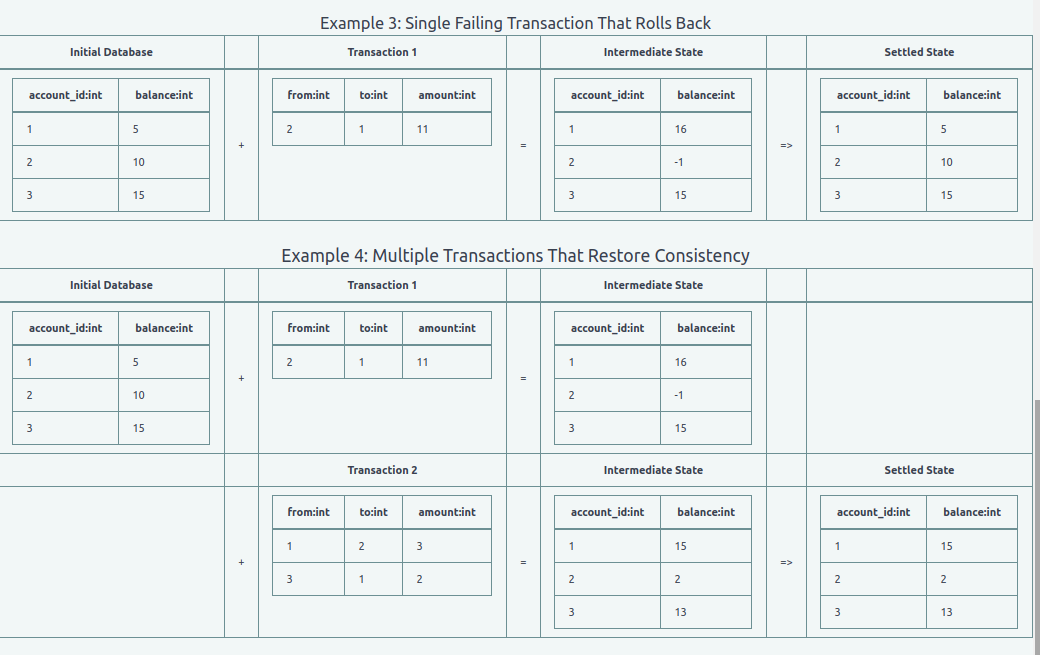 Example 3: Single Failing Transaction That Rolls Back
Initial Database Transaction 1 Intermediate State Settled State
account_id:int balance:int from:int to:int amount:int account_id:int balance:int account_id:int balance:int
1 5 2 1 11 1 16 1 5
+ = =>
2 10 2 -1 2 10
3 15 3 15 3 15
Example 4: Multiple Transactions That Restore Consistency
Initial Database Transaction 1 Intermediate State
account_id:int balance:int from:int to:int amount:int account_id:int balance:int
1 5 2 1 11 1 16
+ =
2 10 2 -1
3 15 3 15
Transaction 2 Intermediate State Settled State
from:int to:int amount:int account_id:int balance:int account_id:int balance:int
1 2 3 1 15 1 15
+ = =>
3 1 2 2 2 2 2
3 13 3 13